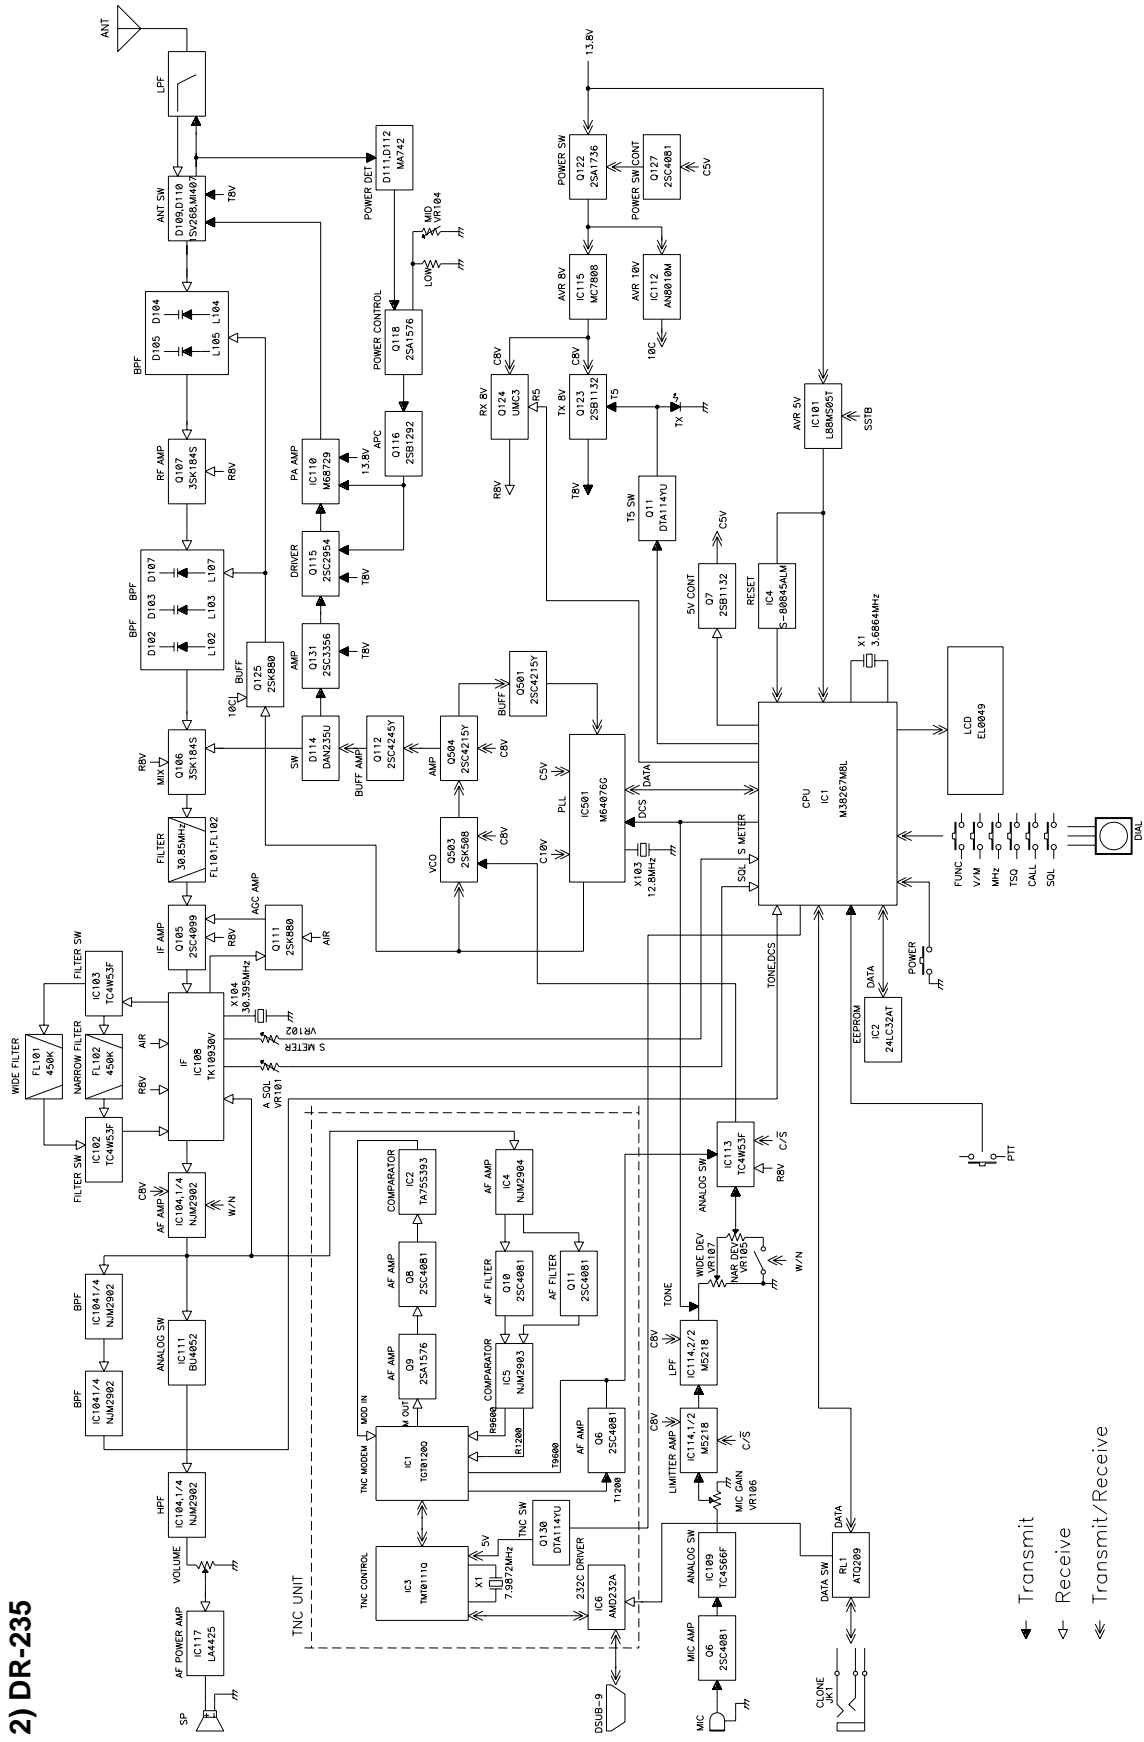 2) DR-235
ANT
LPF
ANT SW
D109,D110
1SV268,MI407
T8V
POWER DET
D111,D112
MA742
MID
VR104
LOW
POWER CONTROL
Q118
2SA1576
APC
Q116
2SB1292
BPF
D105
D104
L105
L104
RF AMP
Q107
3SK184S
R8V
PA AMP
IC110
M68729
13.8V
DRIVER
Q115
2SC2954
T8V
AMP
Q131
2SC3356
T8V
BPF
BPF
D102
D103
D107
L102
L103
L107
BUFF
Q125
2SK880
10C
R8V
MIX
Q106
3SK184S
SW
D114
DAN235U
BUFF AMP
Q112
2SC4245Y
AMP
Q504
2SC4215Y
C8V
BUFF
Q501
2SC4215Y
VCO
Q503
2SK508
C8V
PLL
IC501
M64076G
C5V
C10V
X103
12.8MHz
DATA
DCS
FILTER
30.85MHz
FL101,FL102
IF AMP
Q105
2SC4099
R8V
AGC AMP
Q111
2SK880
AIR
FILTER SW
IC103
TC4W53F
WIDE FILTER
FL101
450K
NARROW FILTER
FL102
450K
FILTER SW
IC102
TC4W53F
AIR
R8V
IF
IC108
TK10930V
X104
30.395MHz
S METER
VR102
A SQL
VR101
C8V
AF AMP
IC104,1/4
NJM2902
W/N
BPF
IC1041/4
NJM2902
BPF
IC1041/4
NJM2902
ANALOG SW
IC111
BU4052
HPF
IC104,1/4
NJM2902
VOLUME
AF POWER AMP
IC117
LA4425
SP
13.8V
POWER SW
Q122
2SA1736
POWER SW CONT
Q127
2SC4081
C5V
AVR 8V
IC115
MC7808
AVR 10V
IC112
AN8010M
10C
RX 8V
Q124
UMC3
C8V
R5
R8V
TX 8V
Q123
2SB1132
C8V
T5
T8V
TX
T5 SW
Q11
DTA114YU
AVR 5V
IC101
L88MS05T
SSTB
5V CONT
Q7
2SB1132
C5V
RESET
IC4
S-80845ALM
X1
3.6864MHz
CPU
IC1
M38267M8L
LCD
EL0049
S METER
SQL
TONE,DCS
FUNC
V/M
MHz
TSQ
CALL
SQL
DIAL
POWER
EEPROM
IC2
24LC32AT
DATA
PTT
TNC UNIT
TNC MODEM
IC1
TGT0120Q
MOD IN
M OUT
R9600
R1200
T9600
T1200
AF AMP
Q9
2SA1576
AF AMP
Q8
2SC4081
COMPARATOR
IC2
TA75S393
AF AMP
IC4
NJM2904
AF FILTER
Q10
2SC4081
AF FILTER
Q11
2SC4081
COMPARATOR
IC5
NJM2903
AF AMP
Q6
2SC4081
TNC CONTROL
IC3
TMT0111Q
5V
X1
7.9872MHz
TNC SW
Q130
DTA114YU
232C DRIVER
IC6
AMD232A
DSUB-9
MIC
MIC AMP
Q6
2SC4081
ANALOG SW
IC109
TC4S66F
MIC GAIN
VR106
LIMITTER AMP
IC114,1/2
M5218
C8V
C/S
LPF
IC114,2/2
M5218
C8V
TONE
WIDE DEV
VR107
NAR DEV
VR105
W/N
ANALOG SW
IC113
TC4W53F
R8V
C/S
DATA SW
RL1
ATQ209
DATA
CLONE
JK1
Transmit
Receive
Transmit/Receive